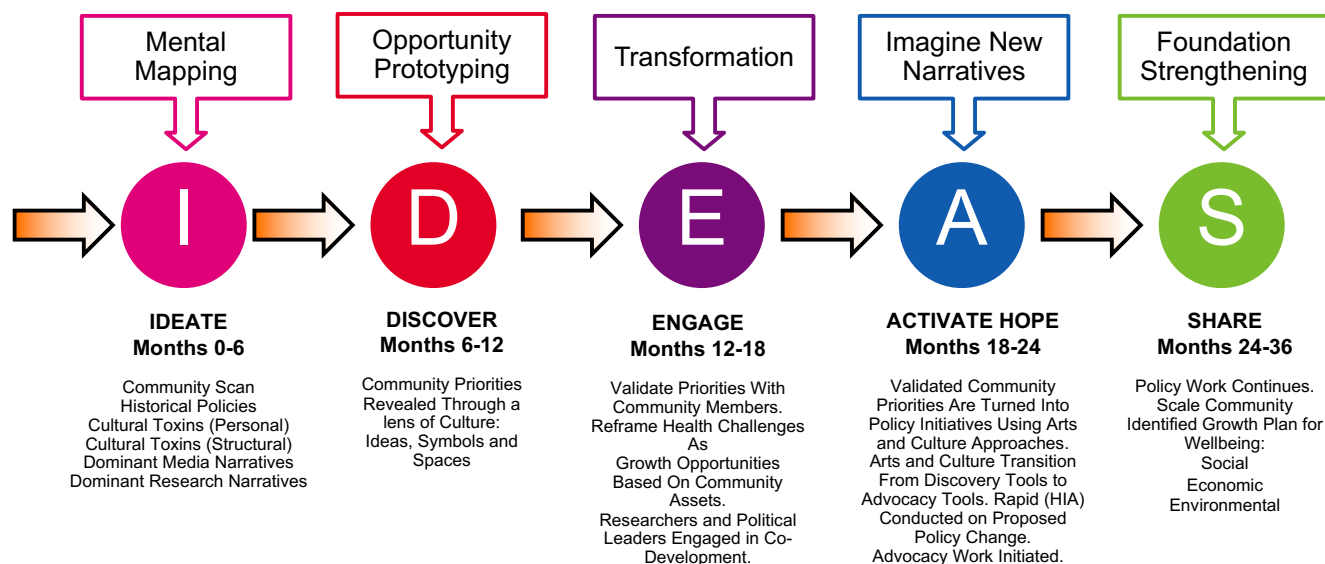 Mental
Mapping
Opportunity
Prototyping
Transformation
Imagine New
Narratives
Foundation
Strengthening
I
D
E
A
S
IDEATE
Months 0-6
Community Scan
Historical Policies
Cultural Toxins (Personal)
Cultural Toxins (Structural)
Dominant Media Narratives
Dominant Research Narratives
DISCOVER
Months 6-12
Community Priorities
Revealed Through a
lens of Culture:
Ideas, Symbols and
Spaces
ENGAGE
Months 12-18
Validate Priorities With
Community Members.
Reframe Health Challenges
As
Growth Opportunities
Based On Community
Assets.
Researchers and Political
Leaders Engaged in Co-
Development.
ACTIVATE HOPE
Months 18-24
Validated Community
Priorities Are Turned Into
Policy Initiatives Using Arts
and Culture Approaches.
Arts and Culture Transition
From Discovery Tools to
Advocacy Tools. Rapid (HIA)
Conducted on Proposed
Policy Change.
Advocacy Work Initiated.
SHARE
Months 24-36
Policy Work Continues.
Scale Community
Identified Growth Plan for
Wellbeing:
Social
Economic
Environmental